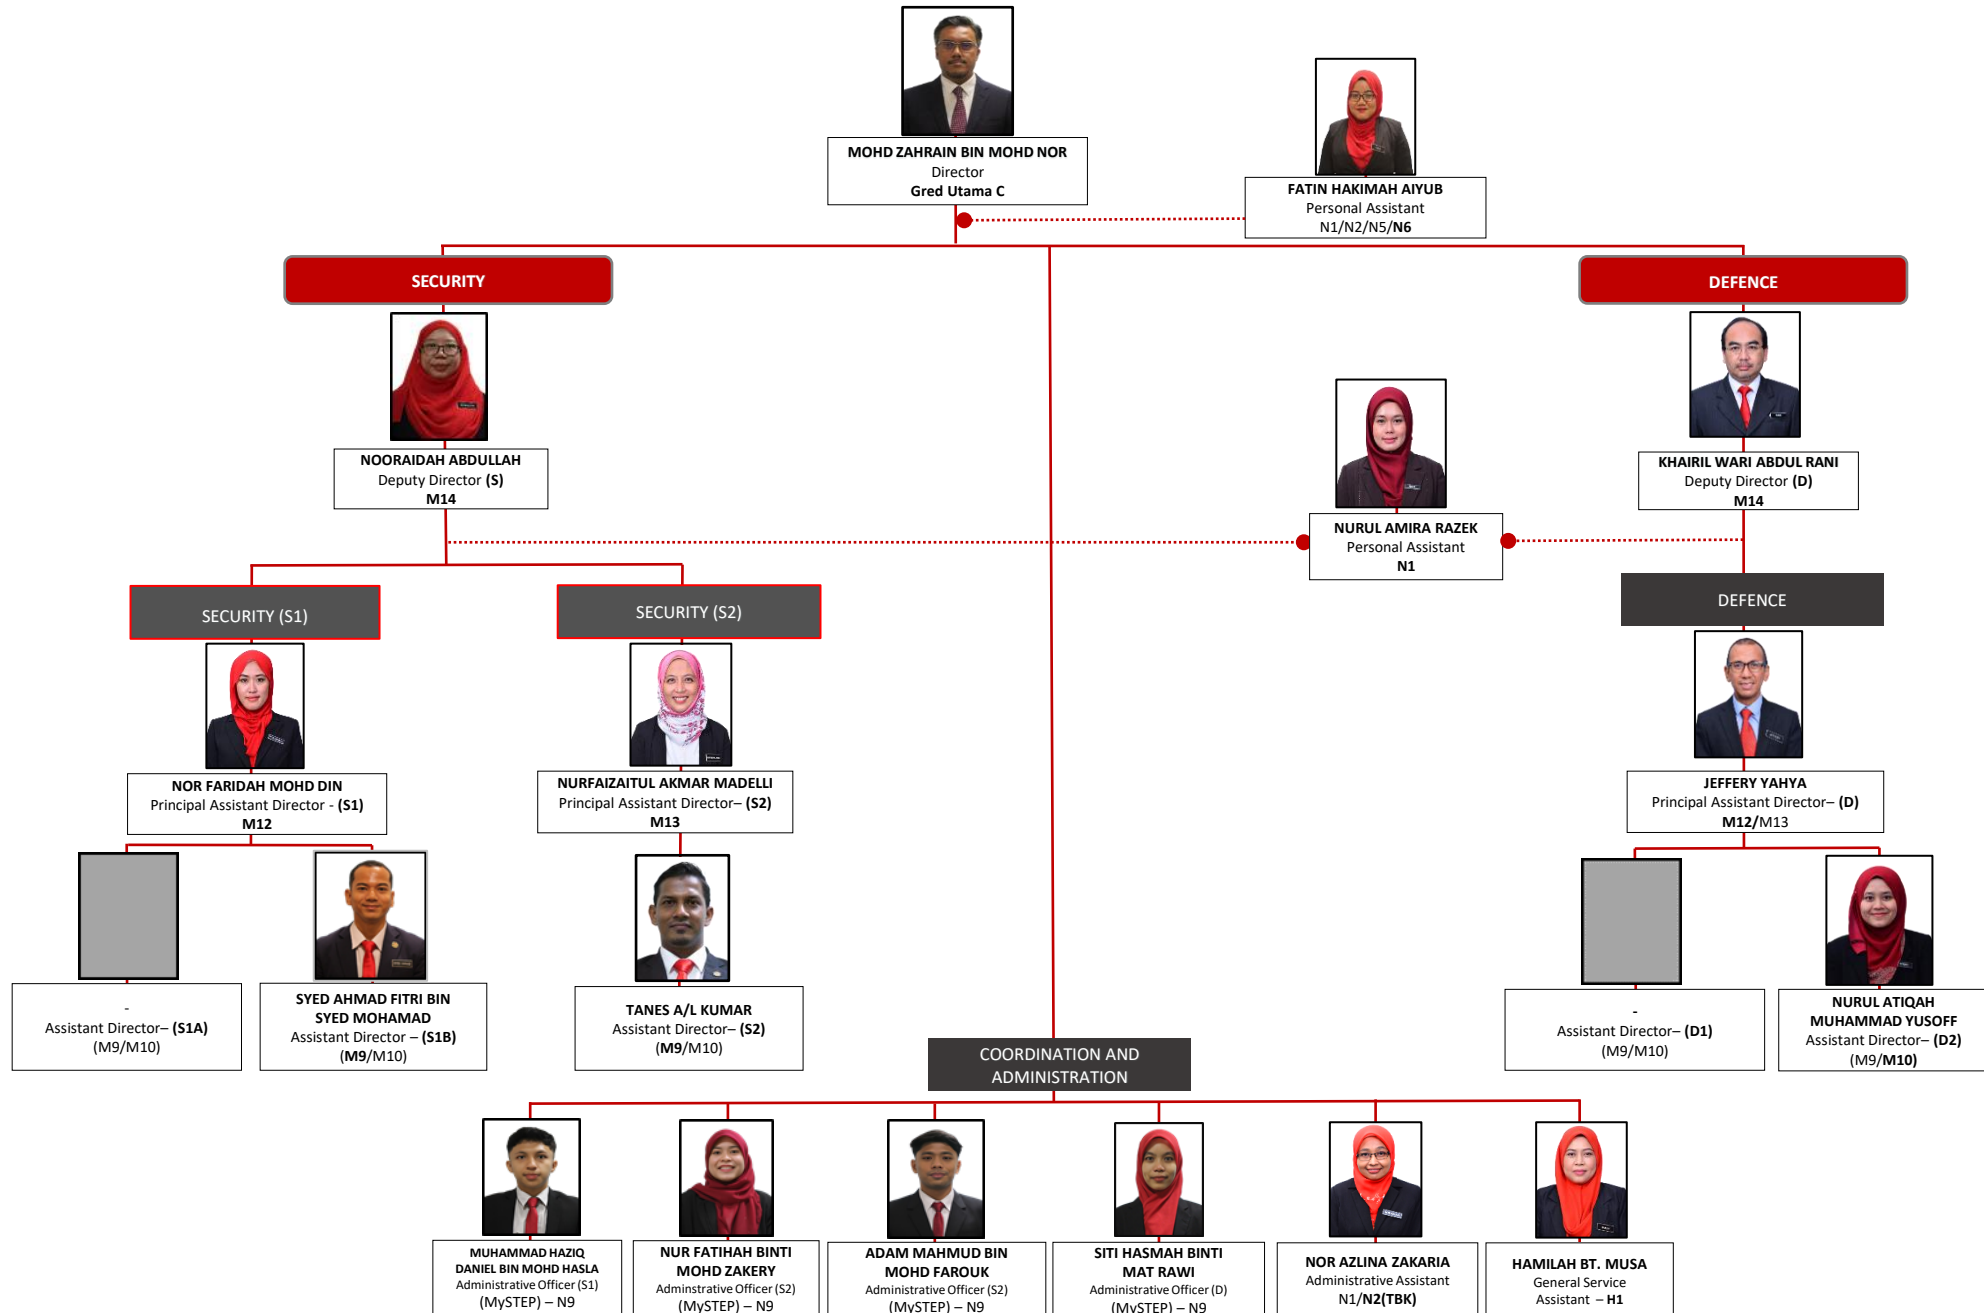 MOHD ZAHRAIN BIN MOHD NOR
Director
Gred Utama C
FATIN HAKIMAH AIYUB
Personal Assistant
N1/N2/N5/N6
SECURITY
DEFENCE
NOORAIDAH ABDULLAH
Deputy Director (S)
M14
KHAIRIL WARI ABDUL RANI
Deputy Director (D)
M14
NURUL AMIRA RAZEK
Personal Assistant
N1
SECURITY (S1)
SECURITY (S2)
DEFENCE
NOR FARIDAH MOHD DIN
Principal Assistant Director - (S1)
M12
NURFAIZAITUL AKMAR MADELLI
Principal Assistant Director– (S2)
M13
JEFFERY YAHYA
Principal Assistant Director– (D)
M12/M13
-
Assistant Director– (S1A)
(M9/M10)
SYED AHMAD FITRI BIN
SYED MOHAMAD
Assistant Director – (S1B)
(M9/M10)
TANES A/L KUMAR
Assistant Director– (S2)
(M9/M10)
-
Assistant Director– (D1)
(M9/M10)
NURUL ATIQAH
MUHAMMAD YUSOFF
Assistant Director– (D2)
(M9/M10)
COORDINATION AND
ADMINISTRATION
MUHAMMAD HAZIQ
DANIEL BIN MOHD HASLA
Administrative Officer (S1)
(MySTEP) – N9
NUR FATIHAH BINTI
MOHD ZAKERY
Adminstrative Officer (S2)
(MySTEP) – N9
ADAM MAHMUD BIN
MOHD FAROUK
Administrative Officer (S2)
(MySTEP) – N9
SITI HASMAH BINTI
MAT RAWI
Adminstrative Officer (D)
(MySTEP) – N9
NOR AZLINA ZAKARIA
Administrative Assistant
N1/N2(TBK)
HAMILAH BT. MUSA
General Service
Assistant – H1